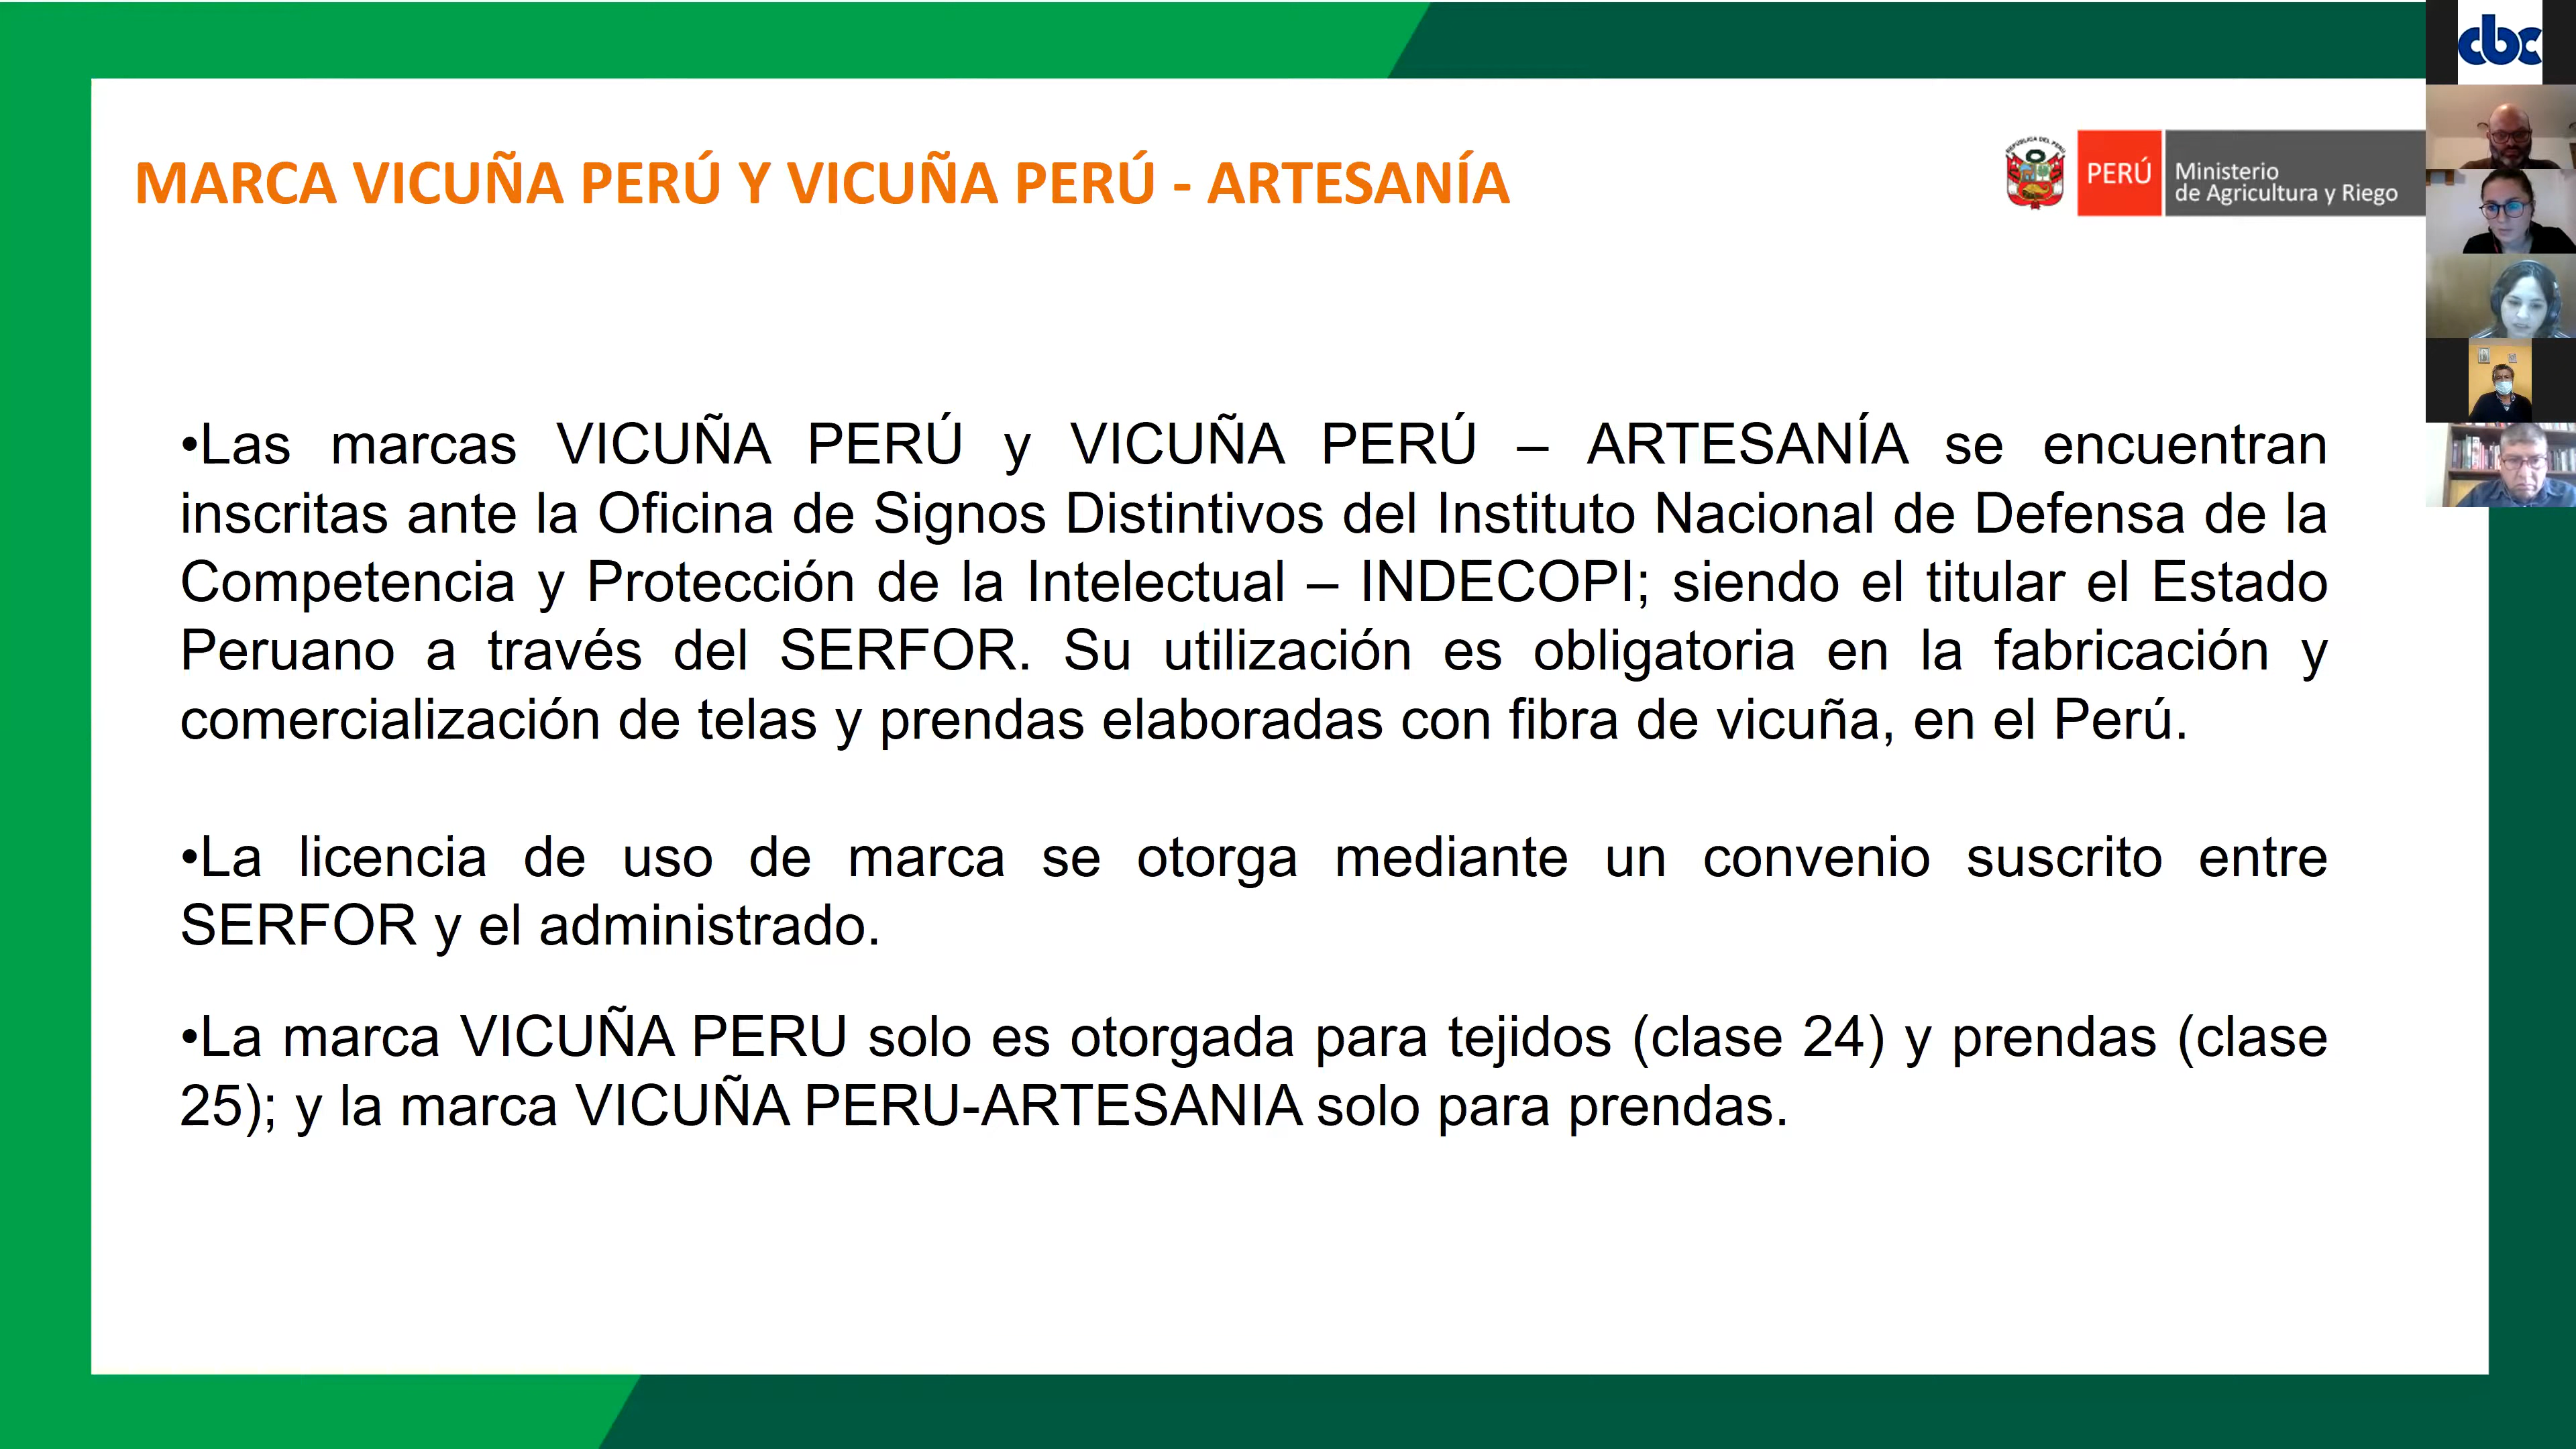 cbc
MARCA VICUÑA PERÚ Y VICUÑA PERÚ - ARTESANÍA
REPÚBLICA DEL PERÚ
PERÚ
Ministerio
de Agricultura y Riego
•Las marcas VICUÑA PERÚ y VICUÑA PERÚ – ARTESANÍA se encuentran
inscritas ante la Oficina de Signos Distintivos del Instituto Nacional de Defensa de la
Competencia y Protección de la Intelectual – INDECOPI; siendo el titular el Estado
Peruano a través del SERFOR. Su utilización es obligatoria en la fabricación y
comercialización de telas y prendas elaboradas con fibra de vicuña, en el Perú.
•La licencia de uso de marca se otorga mediante un convenio suscrito entre
SERFOR y el administrado.
•La marca VICUÑA PERU solo es otorgada para tejidos (clase 24) y prendas (clase
25); y la marca VICUÑA PERU-ARTESANIA solo para prendas.